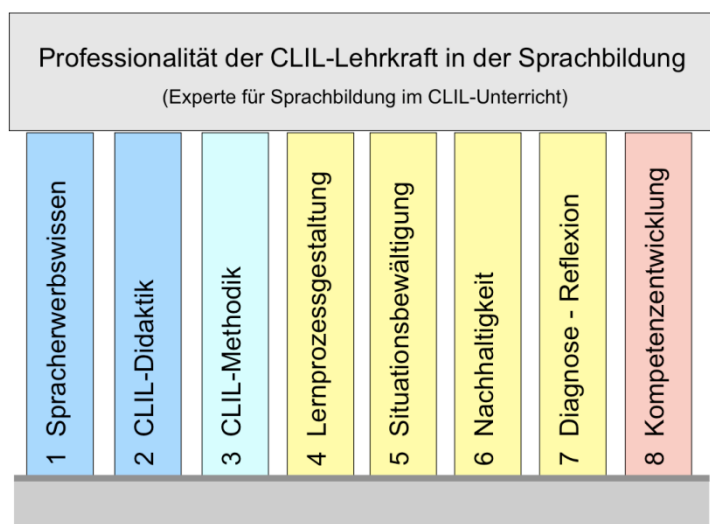 Professionalität der CLIL-Lehrkraft in der Sprachbildung
(Experte für Sprachbildung im CLIL-Unterricht)
1 Spracherwerbswissen
2 CLIL-Didaktik
3 CLIL-Methodik
4 Lernprozessgestaltung
5 Situationsbewältigung
6 Nachhaltigkeit
7 Diagnose - Reflexion
8 Kompetenzentwicklung